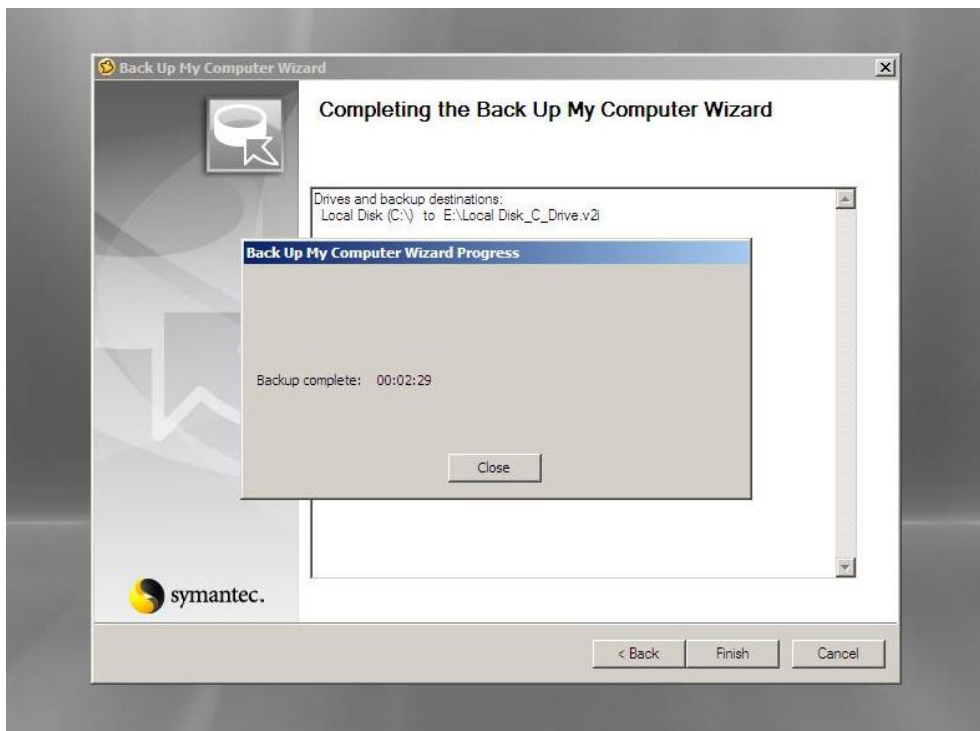 Back Up My Computer Wizard
Completing the Back Up My Computer Wizard
Drives and backup destinations:
Local Disk (C:\) to E:\Local Disk_C_Drive.v2i
Back Up My Computer Wizard Progress
Backup complete: 00:02:29
Close
symantec.
< Back Finish Cancel